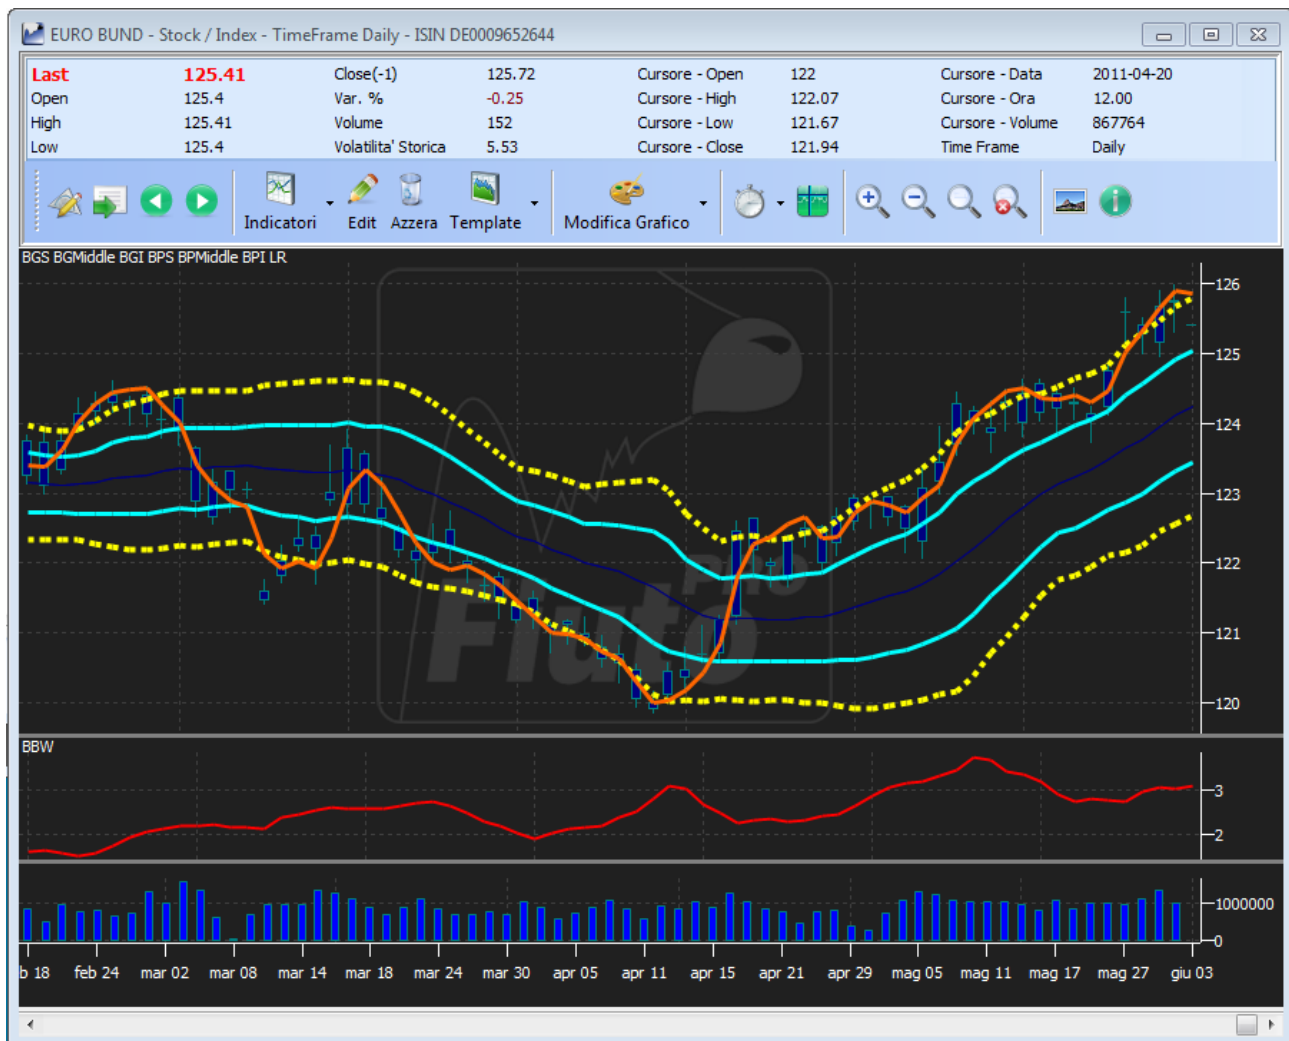 EURO BUND - Stock / Index - TimeFrame Daily - ISIN DE0009652644
Last 125.41 Close(-1) 125.72 Cursore - Open 122 Cursore - Data 2011-04-20
Open 125.4 Var. % -0.25 Cursore - High 122.07 Cursore - Ora 12.00
High 125.41 Volume 152 Cursore - Low 121.67 Cursore - Volume 867764
Low 125.4 Volatilita' Storica 5.53 Cursore - Close 121.94 Time Frame Daily
Indicatori Edit Azzera Template Modifica Grafico
BGS BGMiddle BGI BPS BPMiddle BPI LR
126
125
124
123
122
121
120
Fiuto PRO
BBW
3
2
1000000
0
b 18 feb 24 mar 02 mar 08 mar 14 mar 18 mar 24 mar 30 apr 05 apr 11 apr 15 apr 21 apr 29 mag 05 mag 11 mag 17 mag 27 giu 03